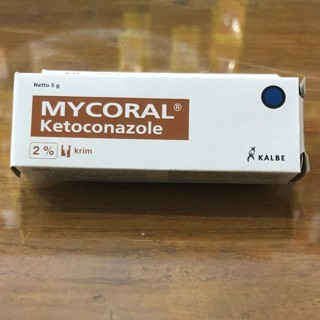 Netto 5 g
MYCORAL®
Ketoconazole
2% krim
KALBE